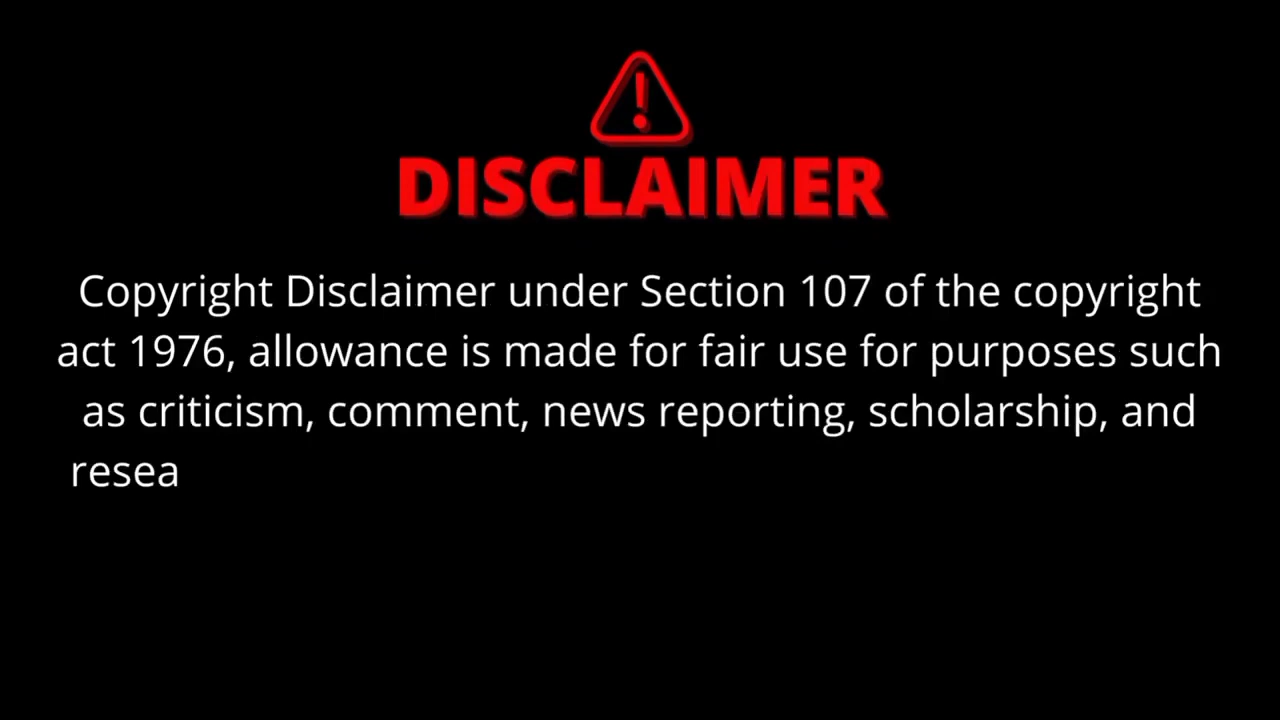 DISCLAIMER
Copyright Disclaimer under Section 107 of the copyright
act 1976, allowance is made for fair use for purposes such
as criticism, comment, news reporting, scholarship, and
resea